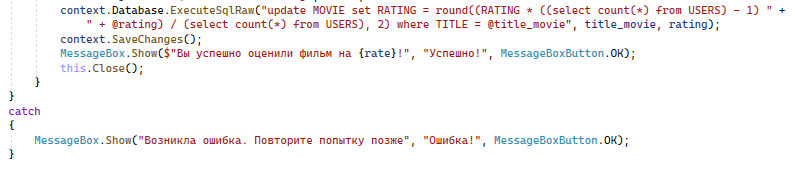 context.Database.ExecuteSqlRaw("update MOVIE set RATING = round((RATING * ((select count(*) from USERS) - 1) " +
" + @rating) / (select count(*) from USERS), 2) where TITLE = @title_movie", title_movie, rating);
context.SaveChanges();
MessageBox.Show($"Вы успешно оценили фильм на {rate}!", "Успешно!", MessageBoxButton.OK);
this.Close();
}
}
catch
{
MessageBox.Show("Возникла ошибка. Повторите попытку позже", "Ошибка!", MessageBoxButton.OK);
}